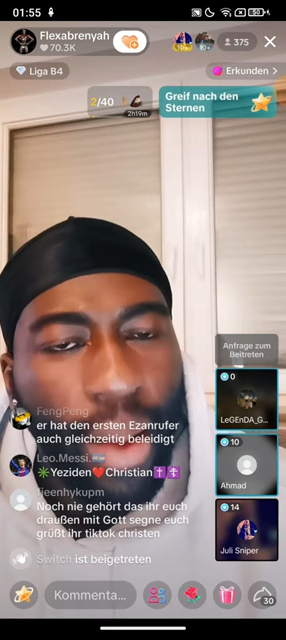 01:55
50
Flexabrenyah
70.3K
375
Liga B4
Erkunden >
2/40
2h19m
Greif nach den
Sternen
Anfrage zum
Beitreten
0
LeGEnDA_G...
10
Ahmad
14
Juli Sniper
FengPeng
er hat den ersten Ezanrufer
auch gleichzeitig beleidigt
Leo.Messi.
✳️Yeziden❤️Christian✝️☦️
Tjeenhykupm
Noch nie gehört das ihr euch
draußen mit Gott segne euch
grüßt ihr tiktok christen
Switch ist beigetreten
Kommenta...
30